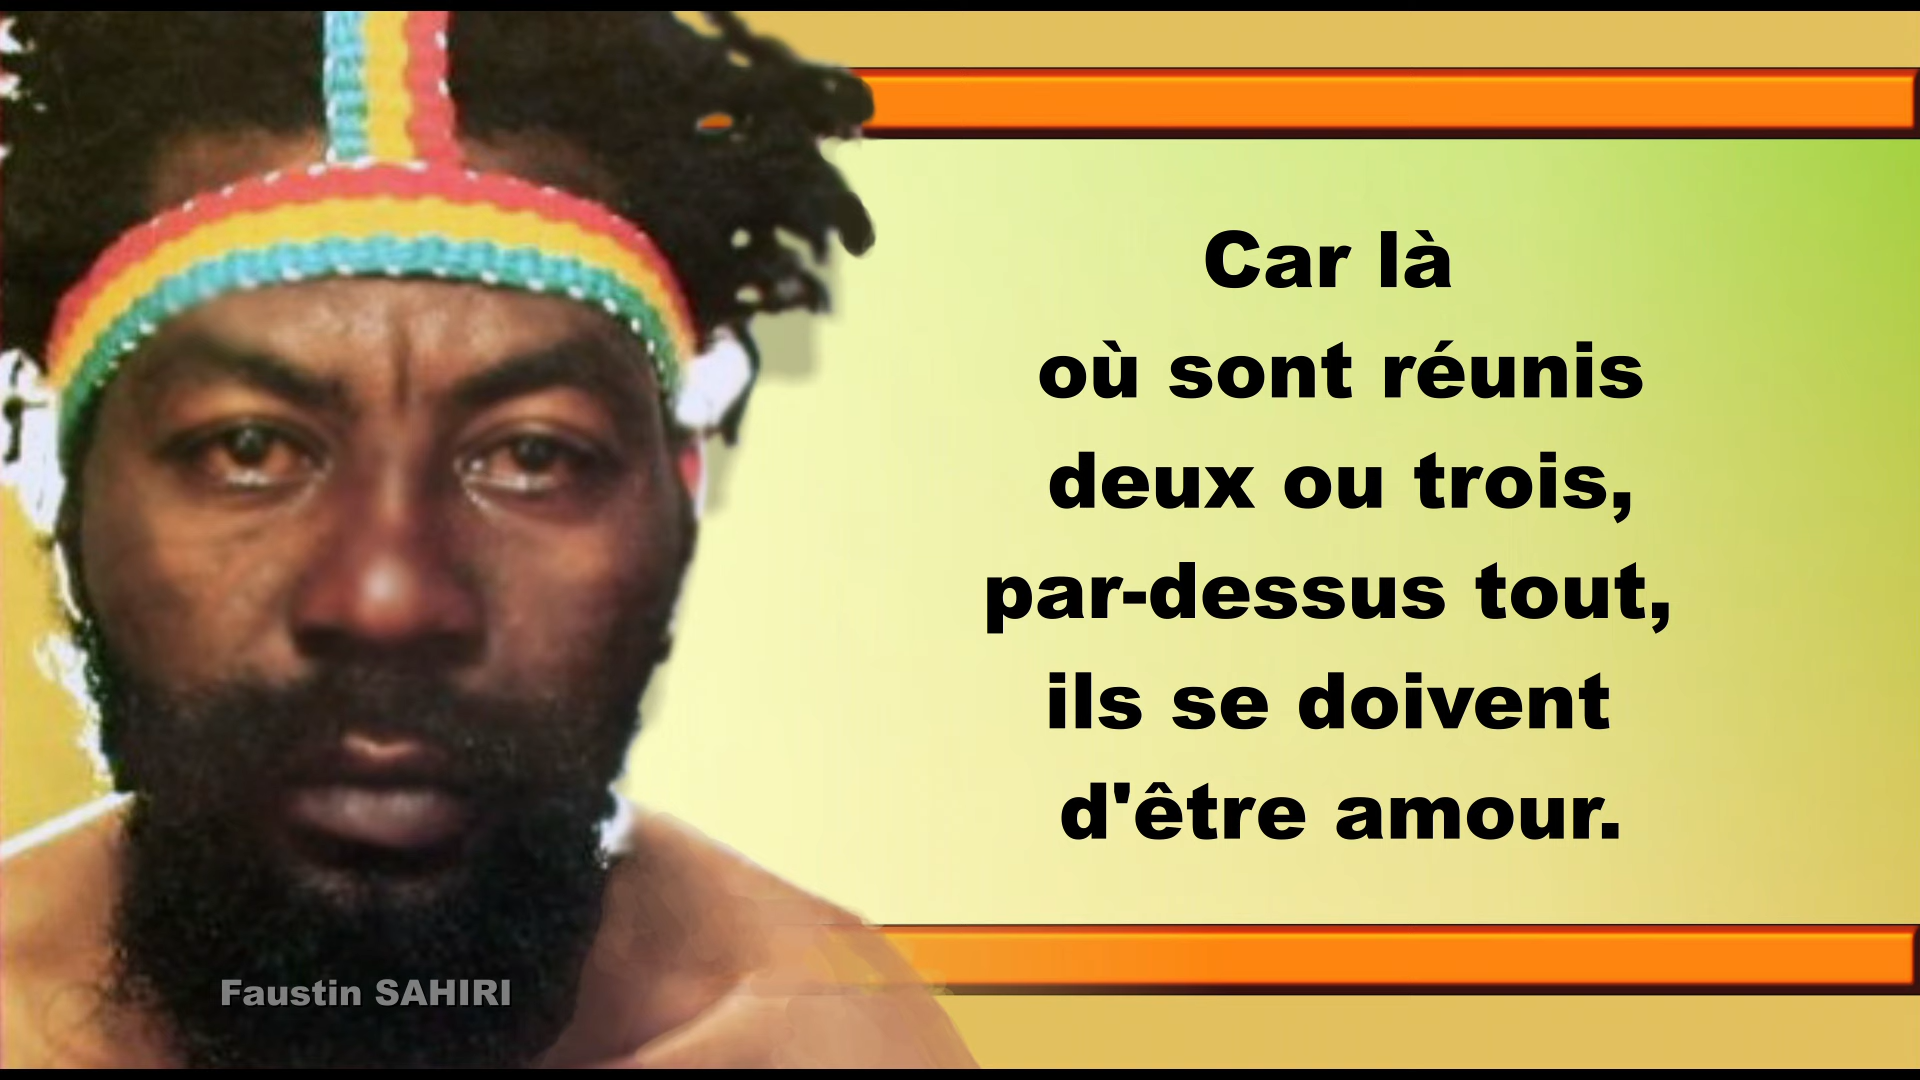 Car là
où sont réunis
deux ou trois,
par-dessus tout,
ils se doivent
d'être amour.
Faustin SAHIRI